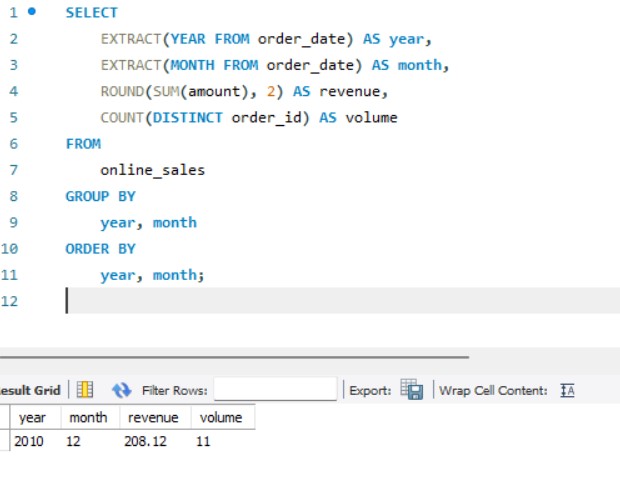 1 SELECT
2 EXTRACT(YEAR FROM order_date) AS year,
3 EXTRACT(MONTH FROM order_date) AS month,
4 ROUND(SUM(amount), 2) AS revenue,
5 COUNT(DISTINCT order_id) AS volume
6 FROM
7 online_sales
8 GROUP BY
9 year, month
10 ORDER BY
11 year, month;
12
esult Grid Filter Rows: Export: Wrap Cell Content: IA
year month revenue volume
2010 12 208.12 11